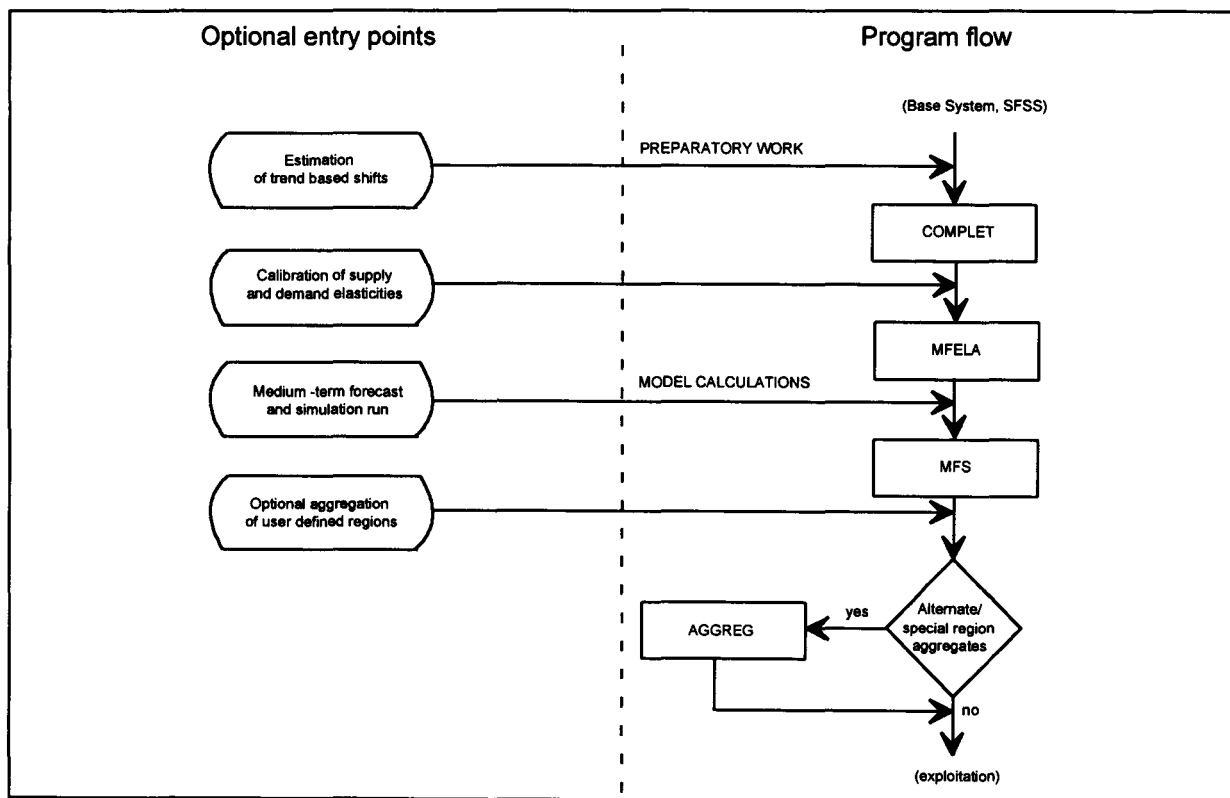 Optional entry points
Program flow
(Base System, SFSS)
Estimation
of trend based shifts
PREPARATORY WORK
COMPLET
Calibration of supply
and demand elasticities
MFELA
Medium -term forecast
and simulation run
MODEL CALCULATIONS
MFS
Optional aggregation
of user defined regions
Alternate/
special region
aggregates
yes
AGGREG
no
(exploitation)